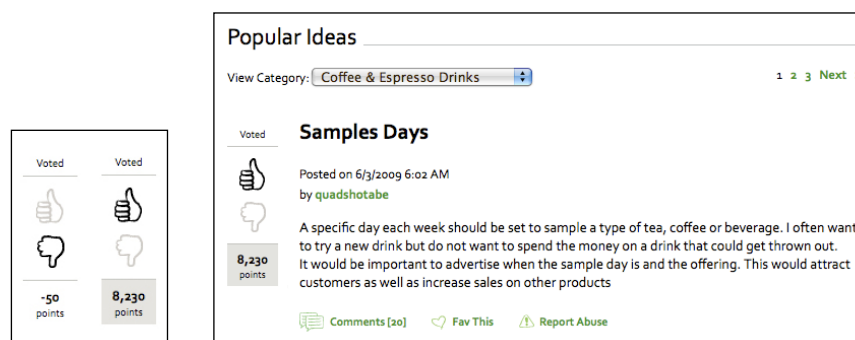 Voted
-50
points
Voted
8,230
points
Popular Ideas
View Category: Coffee & Espresso Drinks
1 2 3 Next
Voted
8,230
points
Samples Days
Posted on 6/3/2009 6:02 AM
by quadshotabe
A specific day each week should be set to sample a type of tea, coffee or beverage. I often want
to try a new drink but do not want to spend the money on a drink that could get thrown out.
It would be important to advertise when the sample day is and the offering. This would attract
customers as well as increase sales on other products
Comments [20] Fav This Report Abuse